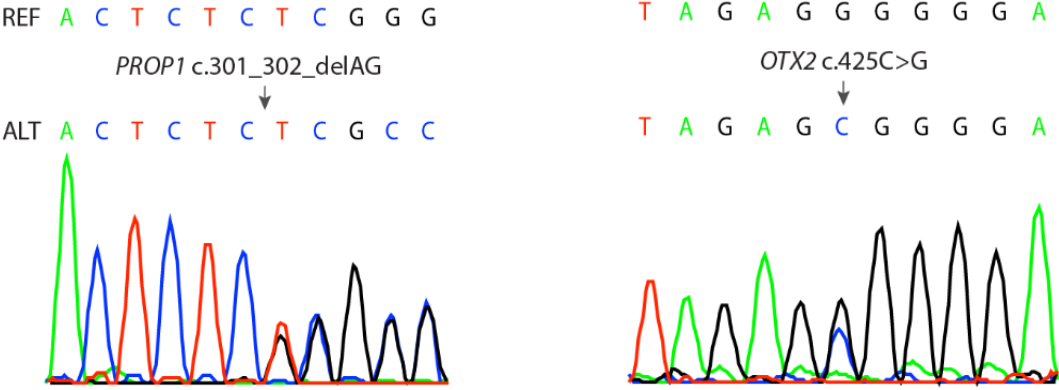 REF A C T C T C T C G G G
PROP1 c.301_302_delAG
ALT A C T C T C T C G C C
T A G A G G G G G G A
OTX2 c.425C>G
T A G A G C G G G G A